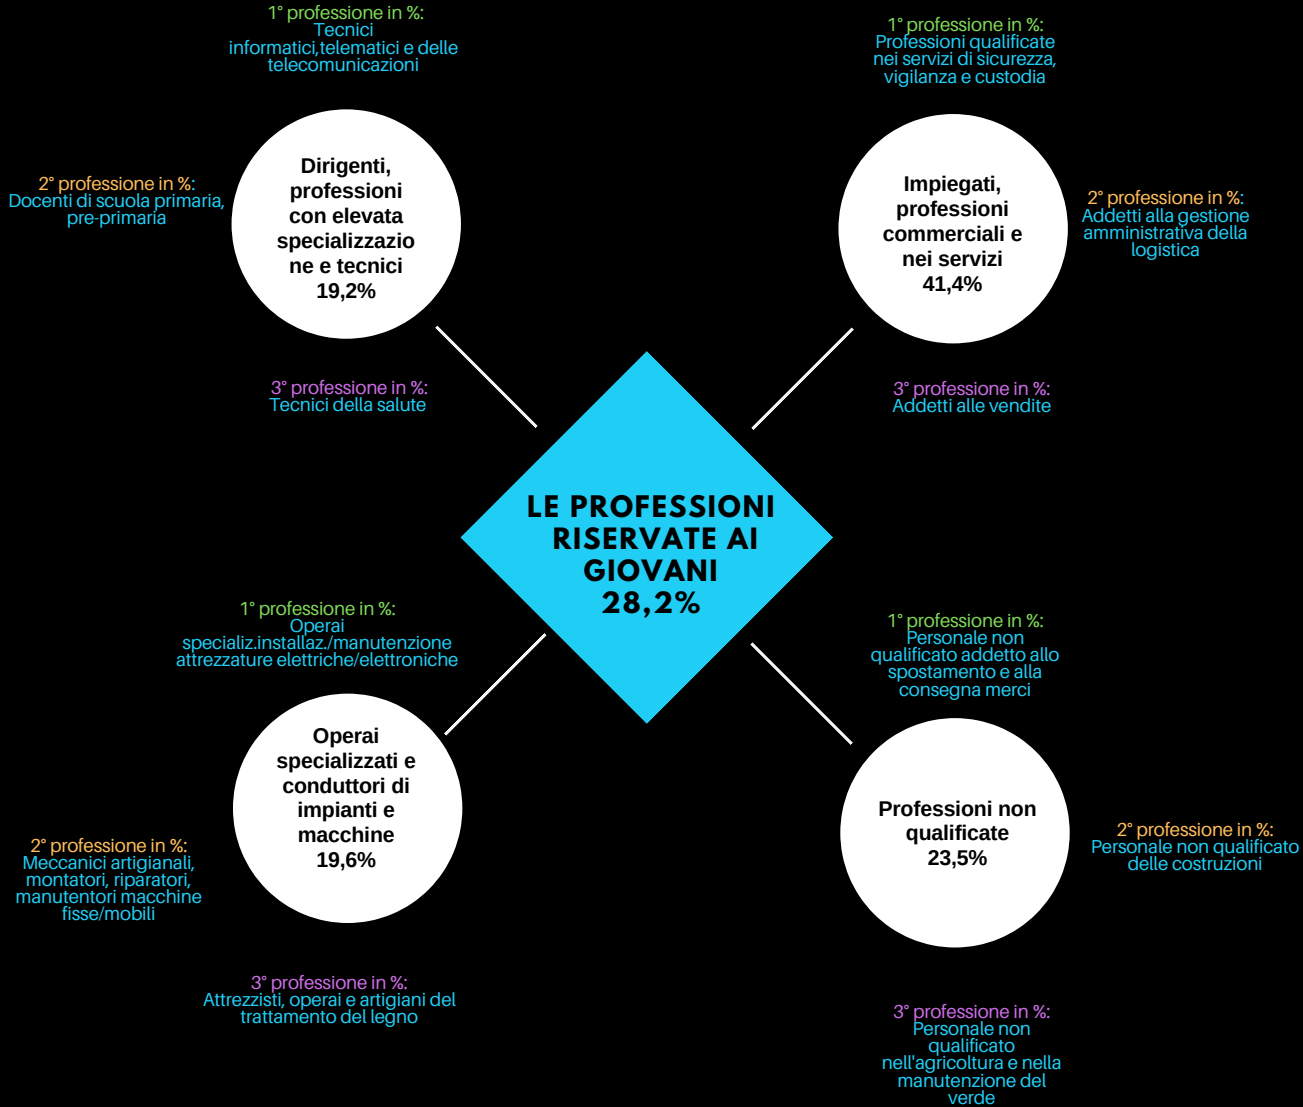 1° professione in %:
Tecnici
informatici,telematici e delle
telecomunicazioni
Dirigenti,
professioni
con elevata
specializzazio
ne e tecnici
19,2%
2° professione in %:
Docenti di scuola primaria,
pre-primaria
3° professione in %:
Tecnici della salute
1° professione in %:
Professioni qualificate
nei servizi di sicurezza,
vigilanza e custodia
Impiegati,
professioni
commerciali e
nei servizi
41,4%
2° professione in %:
Addetti alla gestione
amministrativa della
logistica
3° professione in %:
Addetti alle vendite
LE PROFESSIONI
RISERVATE AI
GIOVANI
28,2%
1° professione in %:
Operai
specializ.installaz./manutenzione
attrezzature elettriche/elettroniche
Operai
specializzati e
conduttori di
impianti e
macchine
19,6%
2° professione in %:
Meccanici artigianali,
montatori, riparatori,
manutentori macchine
fisse/mobili
3° professione in %:
Attrezzisti, operai e artigiani del
trattamento del legno
1° professione in %:
Personale non
qualificato addetto allo
spostamento e alla
consegna merci
Professioni non
qualificate
23,5%
2° professione in %:
Personale non qualificato
delle costruzioni
3° professione in %:
Personale non
qualificato
nell'agricoltura e nella
manutenzione del
verde